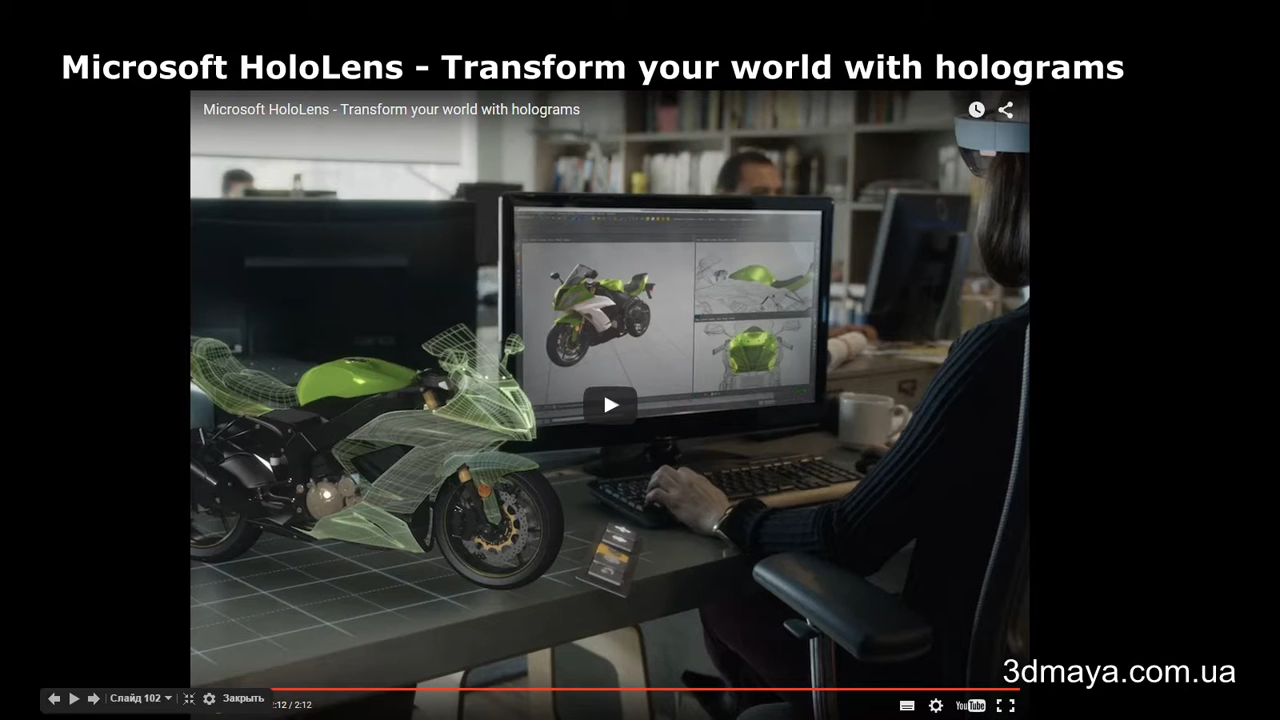 Microsoft HoloLens - Transform your world with holograms
Microsoft HoloLens - Transform your world with holograms
3dmaya.com.ua
Слайд 102
Закрыть
2:12 / 2:12
YouTube